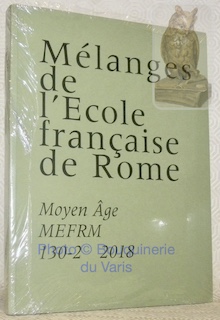 Mélanges
de
l'Ecole
française
de Rome
Moyen Âge
MEFRM
130-2 2018
Photo © Bouquinerie
du Varis